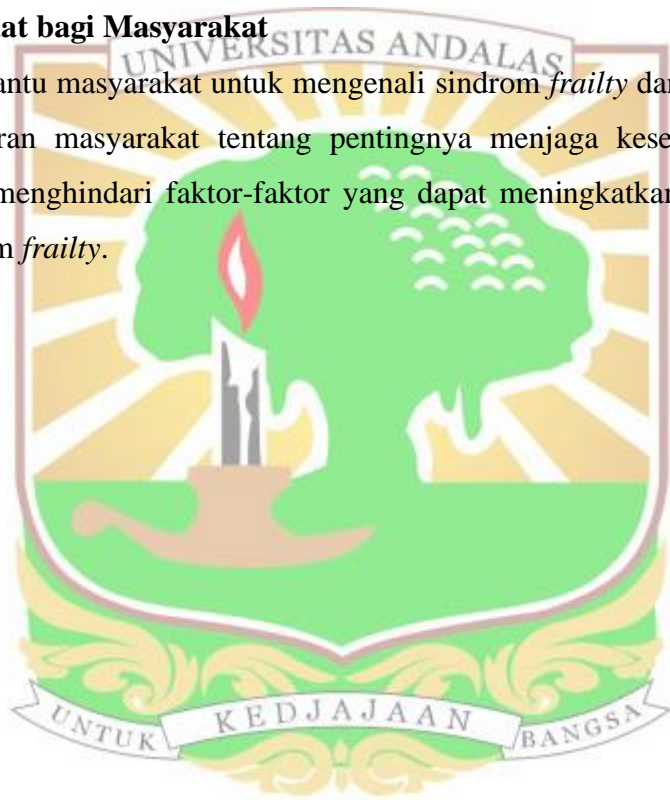 at bagi Masyarakat
UNIVERSITAS ANDALAS
antu masyarakat untuk mengenali sindrom frailty dan
ran masyarakat tentang pentingnya menjaga kese
menghindari faktor-faktor yang dapat meningkatkan
m frailty.
UNTUK KEDJAJAAN BANGSA